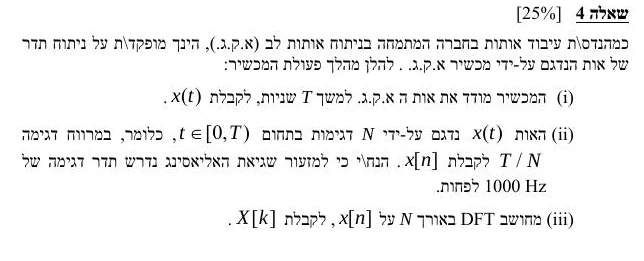 שאלה 4 [25%]
כמהנדס\ת עיבוד אותות בחברה המתמחה בניתוח אותות לב (א.ק.ג.), הינך מופקד\ת על ניתוח תדר
של אות הנדגם על-ידי מכשיר א.ק.ג. . להלן מהלך פעולת המכשיר:
(i) המכשיר מודד את אות ה א.ק.ג. למשך T שניות, לקבלת x(t) .
(ii) האות x(t) נדגם על-ידי N דגימות בתחום t∈[0,T), כלומר, במרווח דגימה
T / N לקבלת x[n] . הנח\י כי למזעור שגיאת האליאסינג נדרש תדר דגימה של
1000 Hz לפחות.
(iii) מחושב DFT באורך N על x[n] , לקבלת X[k] .